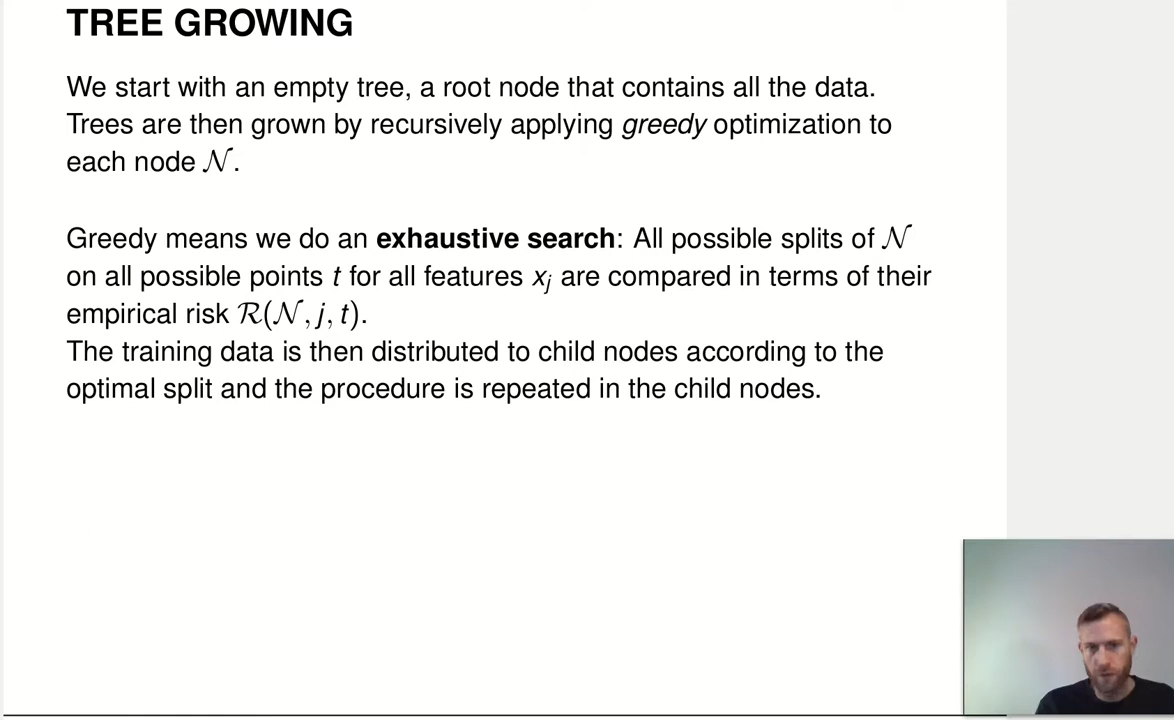 TREE GROWING
We start with an empty tree, a root node that contains all the data.
Trees are then grown by recursively applying greedy optimization to
each node 𝒩.
Greedy means we do an exhaustive search: All possible splits of 𝒩
on all possible points t for all features xⱼ are compared in terms of their
empirical risk ℛ(𝒩, j, t).
The training data is then distributed to child nodes according to the
optimal split and the procedure is repeated in the child nodes.